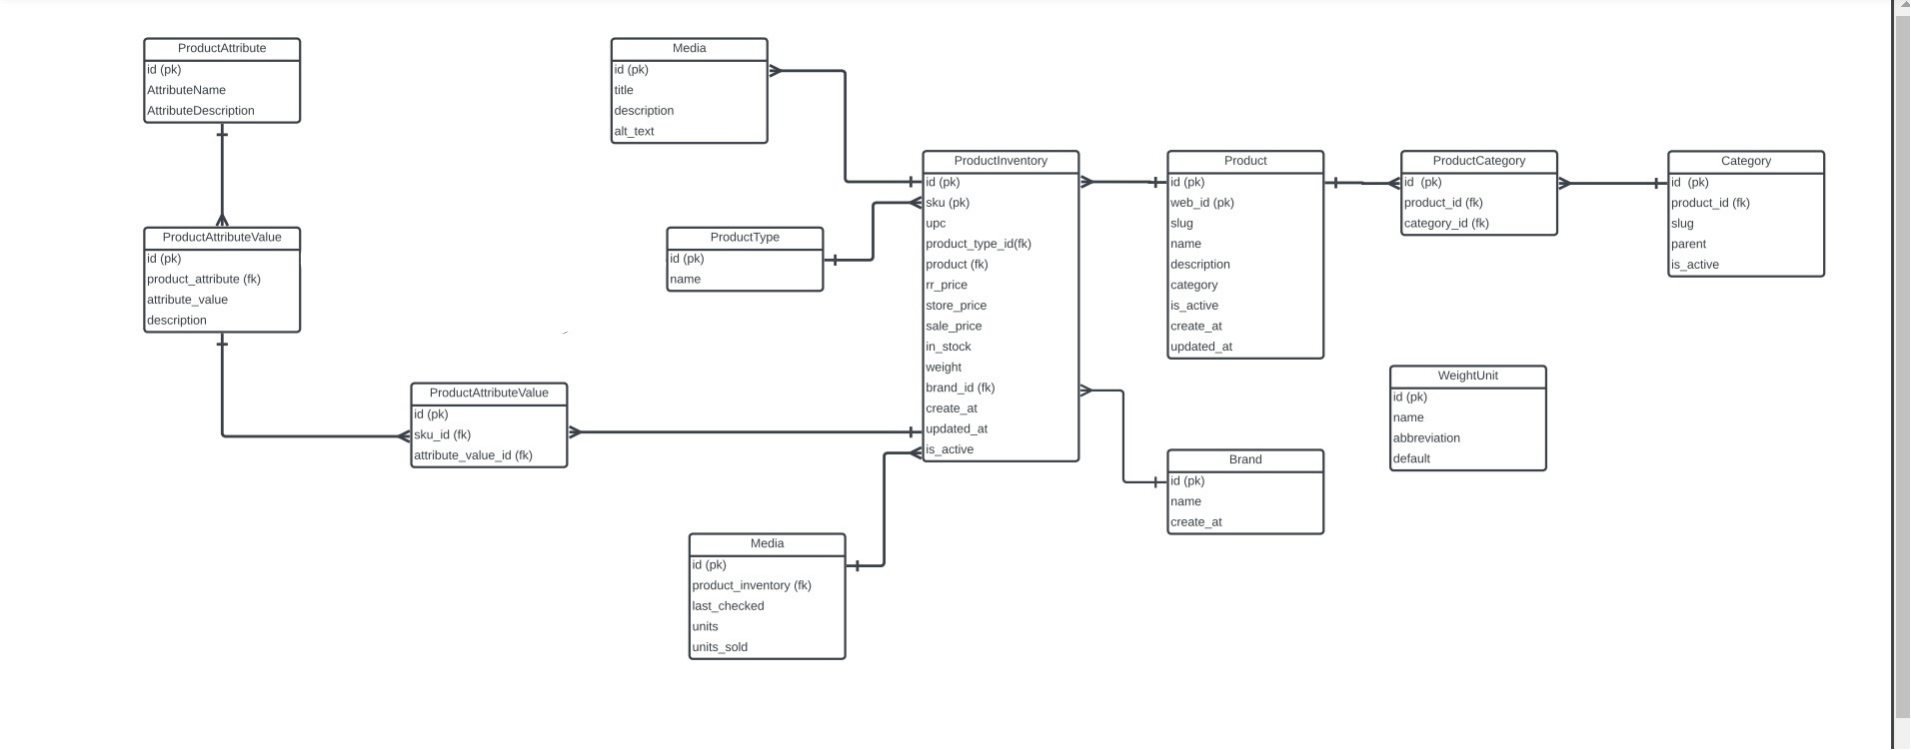 ProductAttribute
id (pk)
AttributeName
AttributeDescription
Media
id (pk)
title
description
alt_text
ProductInventory
id (pk)
sku (pk)
upc
product_type_id(fk)
product (fk)
rr_price
store_price
sale_price
in_stock
weight
brand_id (fk)
create_at
updated_at
is_active
Product
id (pk)
web_id (pk)
slug
name
description
category
is_active
create_at
updated_at
ProductCategory
id (pk)
product_id (fk)
category_id (fk)
Category
id (pk)
product_id (fk)
slug
parent
is_active
ProductAttributeValue
id (pk)
product_attribute (fk)
attribute_value
description
ProductType
id (pk)
name
ProductAttributeValue
id (pk)
sku_id (fk)
attribute_value_id (fk)
WeightUnit
id (pk)
name
abbreviation
default
Brand
id (pk)
name
create_at
Media
id (pk)
product_inventory (fk)
last_checked
units
units_sold